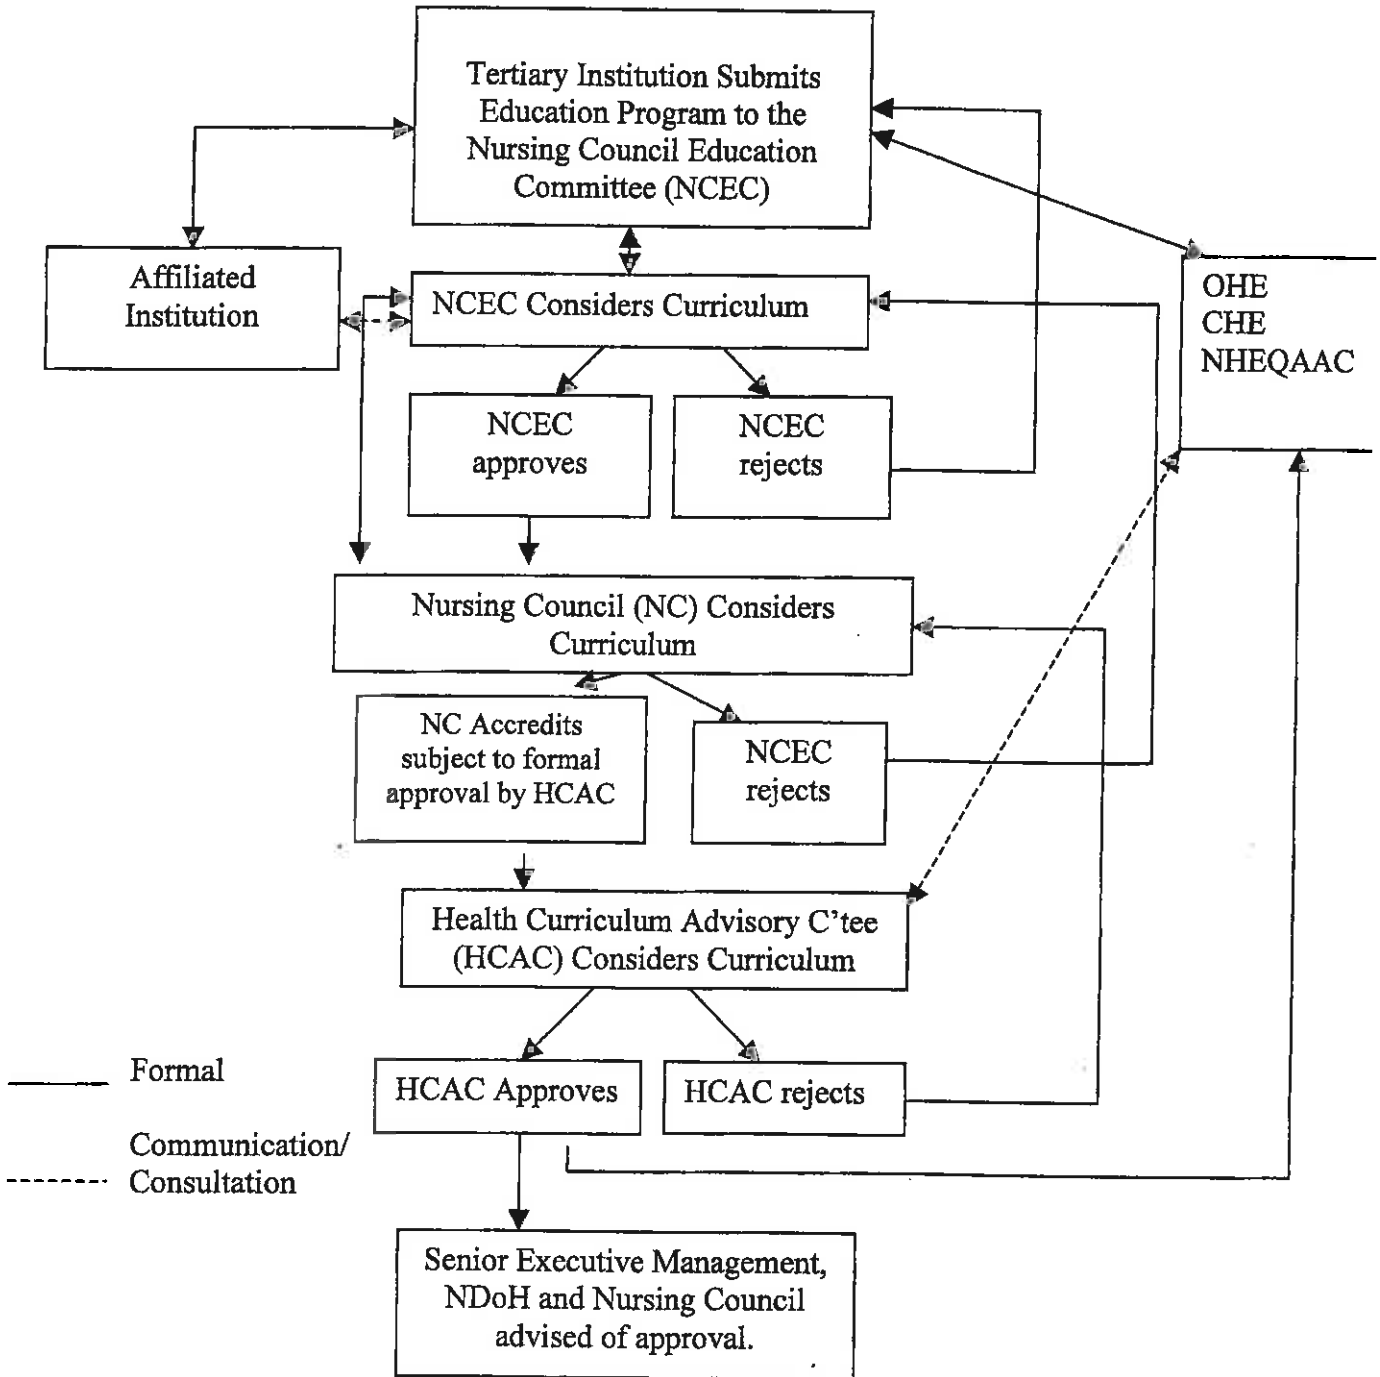 Tertiary Institution Submits
Education Program to the
Nursing Council Education
Committee (NCEC)
Affiliated
Institution
NCEC Considers Curriculum
OHE
CHE
NHEQAAC
NCEC
approves
NCEC
rejects
Nursing Council (NC) Considers
Curriculum
NC Accredits
subject to formal
approval by HCAC
NCEC
rejects
Health Curriculum Advisory C'tee
(HCAC) Considers Curriculum
HCAC Approves
HCAC rejects
Formal
Communication/
Consultation
Senior Executive Management,
NDoH and Nursing Council
advised of approval.